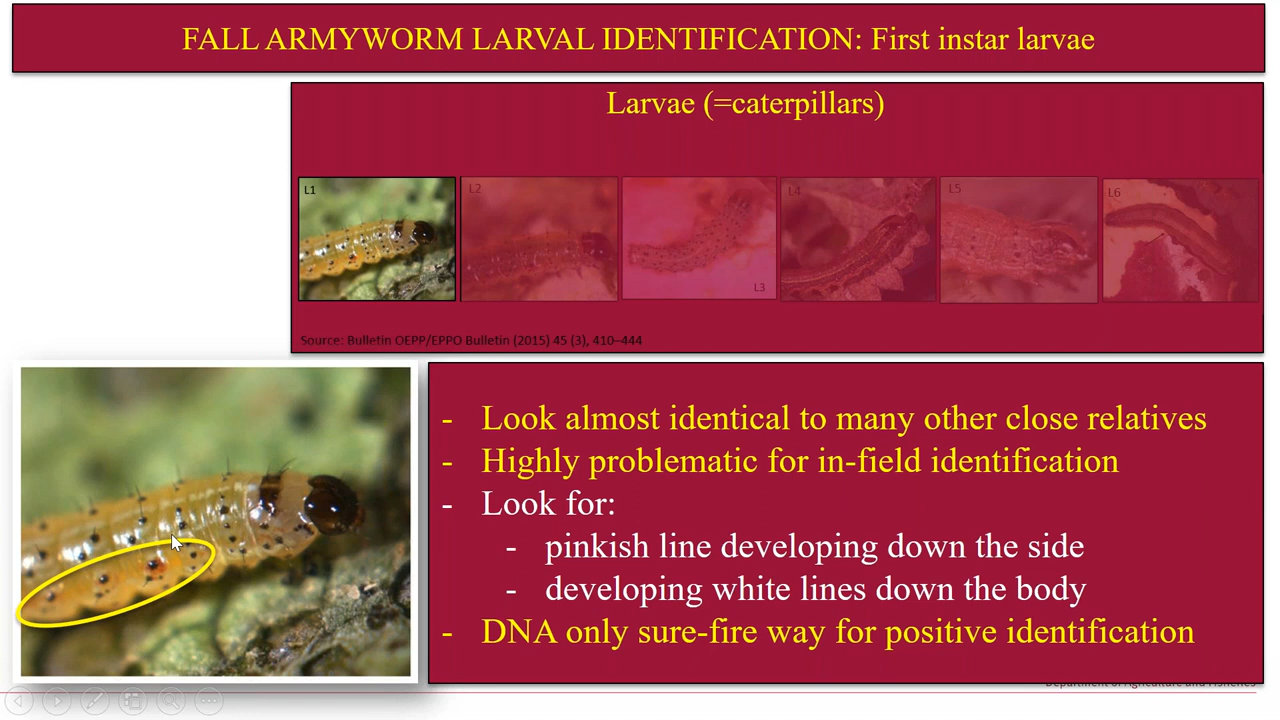 FALL ARMYWORM LARVAL IDENTIFICATION: First instar larvae
Larvae (=caterpillars)
L1
L2
L3
L4
L5
L6
Source: Bulletin OEPP/EPPO Bulletin (2015) 45 (3), 410–444
- Look almost identical to many other close relatives
- Highly problematic for in-field identification
- Look for:
- pinkish line developing down the side
- developing white lines down the body
- DNA only sure-fire way for positive identification
Department of Agriculture and Fisheries